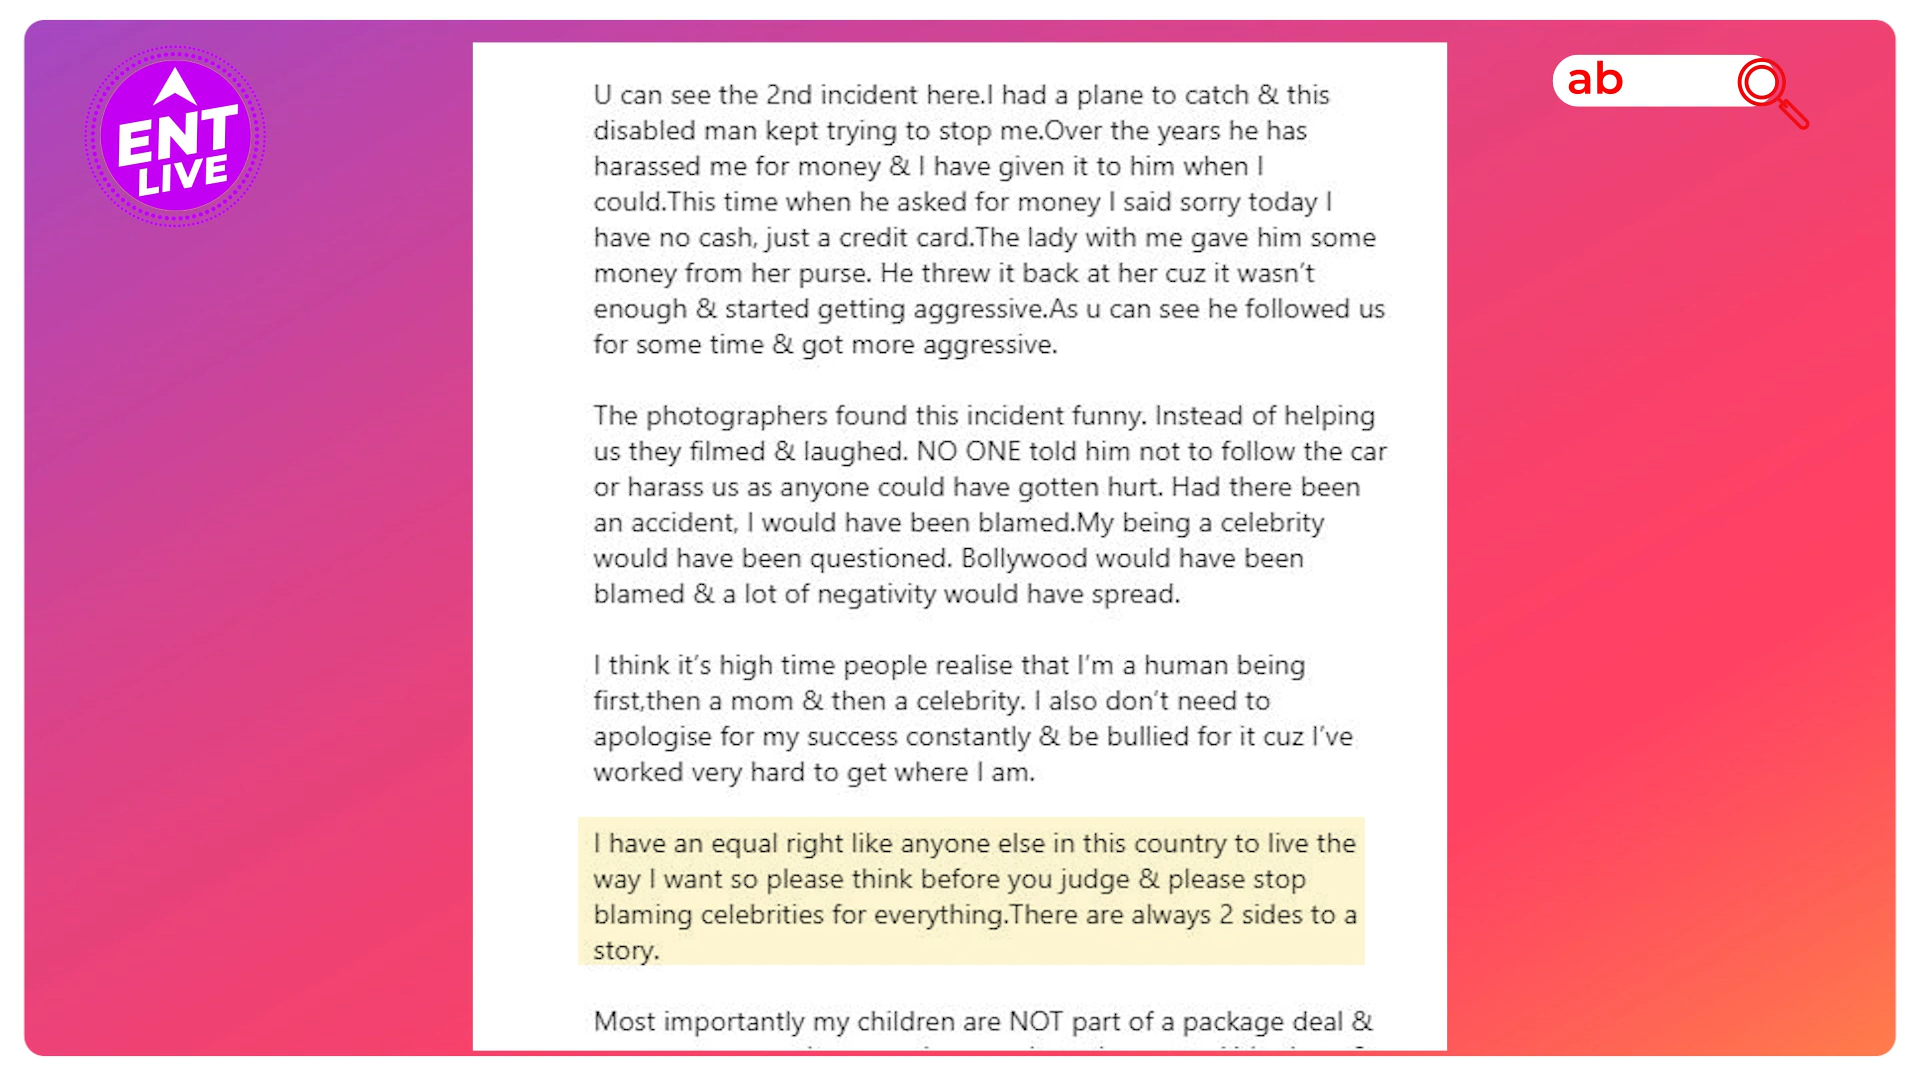 ENT
LIVE
ab
U can see the 2nd incident here.I had a plane to catch & this
disabled man kept trying to stop me.Over the years he has
harassed me for money & I have given it to him when I
could.This time when he asked for money I said sorry today I
have no cash, just a credit card.The lady with me gave him some
money from her purse. He threw it back at her cuz it wasn't
enough & started getting aggressive.As u can see he followed us
for some time & got more aggressive.
The photographers found this incident funny. Instead of helping
us they filmed & laughed. NO ONE told him not to follow the car
or harass us as anyone could have gotten hurt. Had there been
an accident, I would have been blamed.My being a celebrity
would have been questioned. Bollywood would have been
blamed & a lot of negativity would have spread.
I think it's high time people realise that I'm a human being
first,then a mom & then a celebrity. I also don't need to
apologise for my success constantly & be bullied for it cuz I've
worked very hard to get where I am.
I have an equal right like anyone else in this country to live the
way I want so please think before you judge & please stop
blaming celebrities for everything.There are always 2 sides to a
story.
Most importantly my children are NOT part of a package deal &